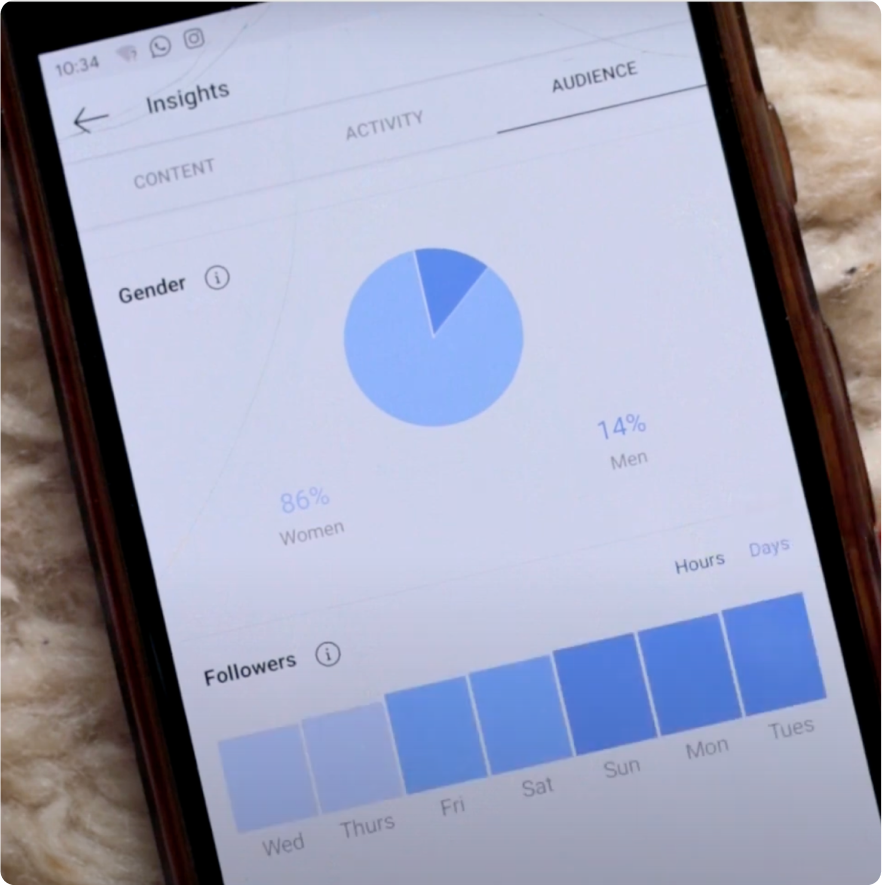 10:34
Insights
CONTENT ACTIVITY AUDIENCE
Gender
86%
Women
14%
Men
Hours Days
Followers
Wed Thurs Fri Sat Sun Mon Tues